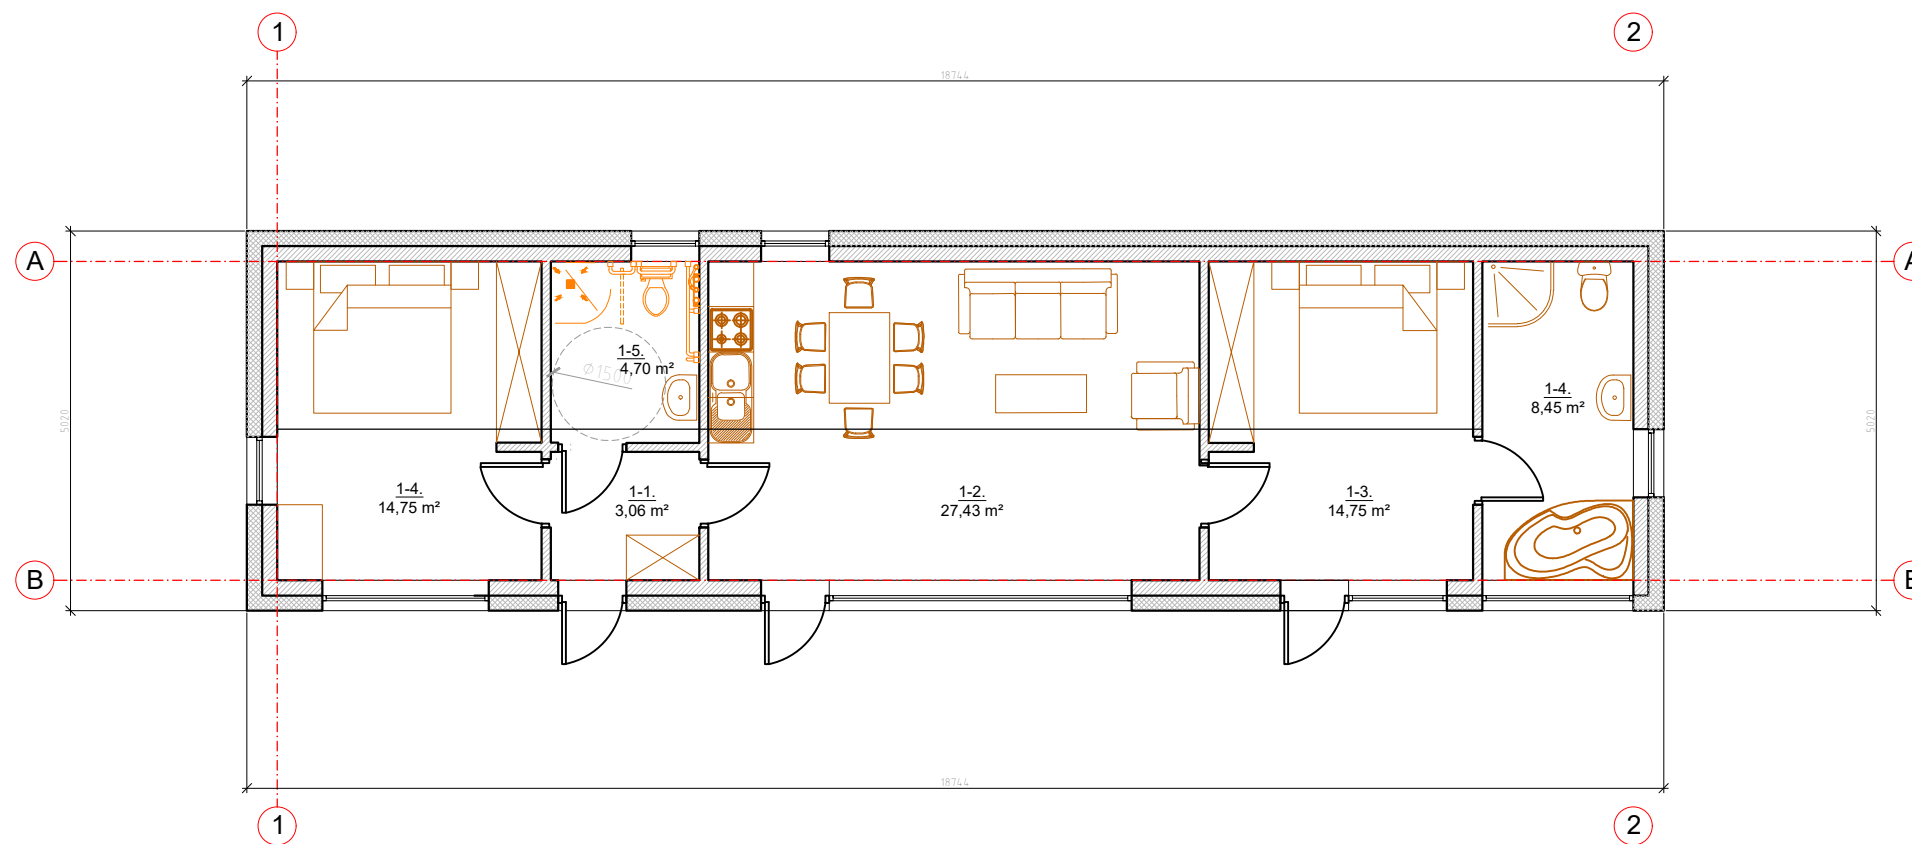 1
2
18744
A
A
5020
5020
1-5.
4,70 m²
Ø1500
1-4.
8,45 m²
1-4.
14,75 m²
1-1.
3,06 m²
1-2.
27,43 m²
1-3.
14,75 m²
B
B
18744
1
2